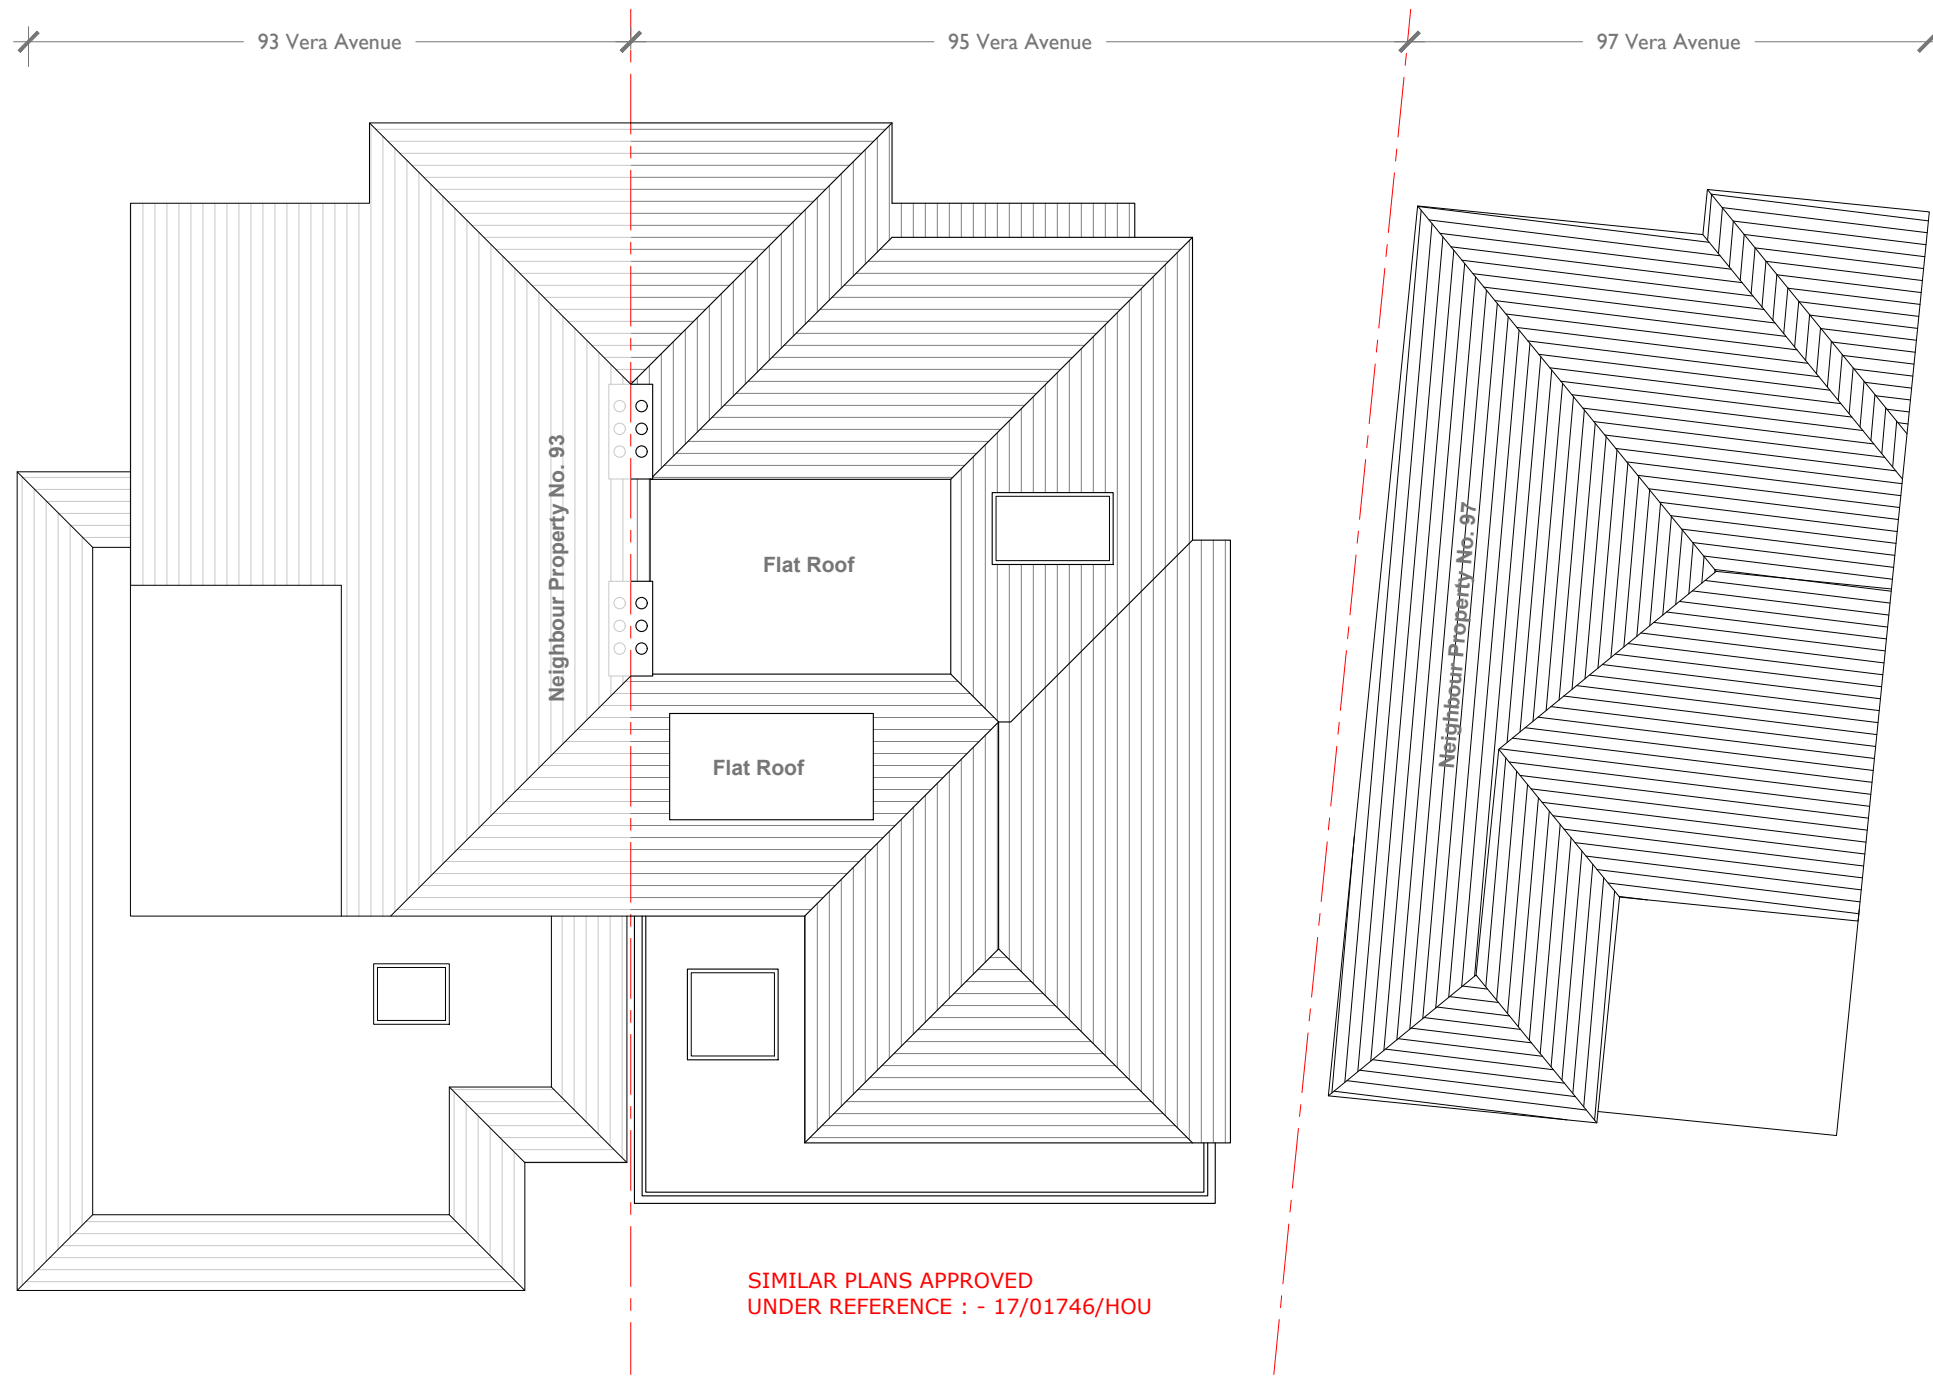 93 Vera Avenue
95 Vera Avenue
97 Vera Avenue
Neighbour Property No. 93
Flat Roof
Flat Roof
Neighbour Property No. 97
SIMILAR PLANS APPROVED
UNDER REFERENCE : - 17/01746/HOU